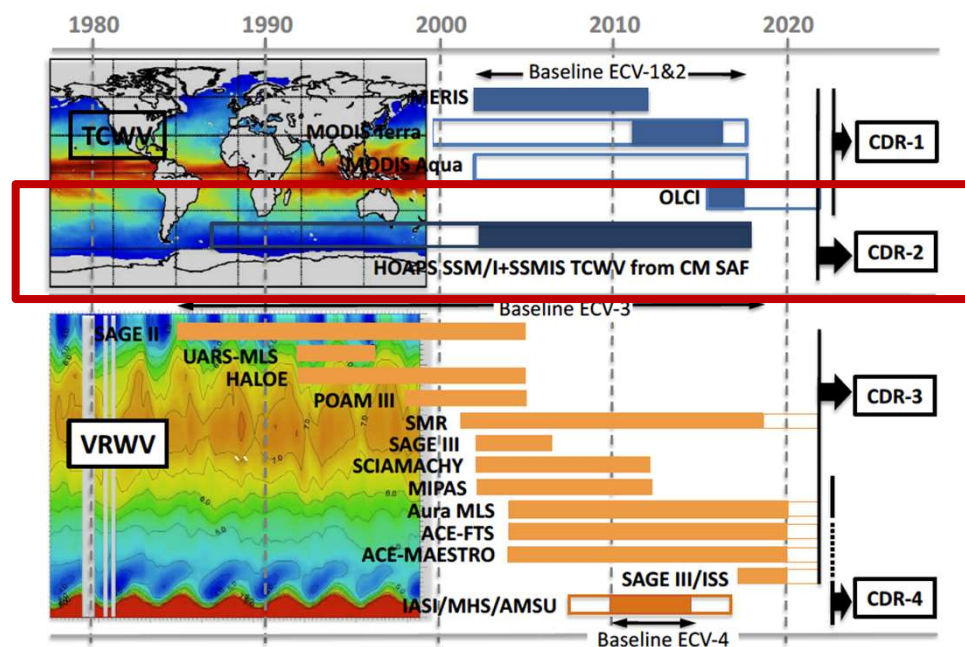 1980 1990 2000 2010 2020
Baseline ECV-1&2
MERIS
TCWV
MODIS Terra
CDR-1
MODIS Aqua
OLCI
CDR-2
HOAPS SSM/I+SSMIS TCWV from CM SAF
Baseline ECV-3
SAGE II
UARS-MLS
HALOE
CDR-3
POAM III
SMR
VRWV
SAGE III
SCIAMACHY
MIPAS
Aura MLS
ACE-FTS
ACE-MAESTRO
SAGE III/ISS
IASI/MHS/AMSU
CDR-4
Baseline ECV-4